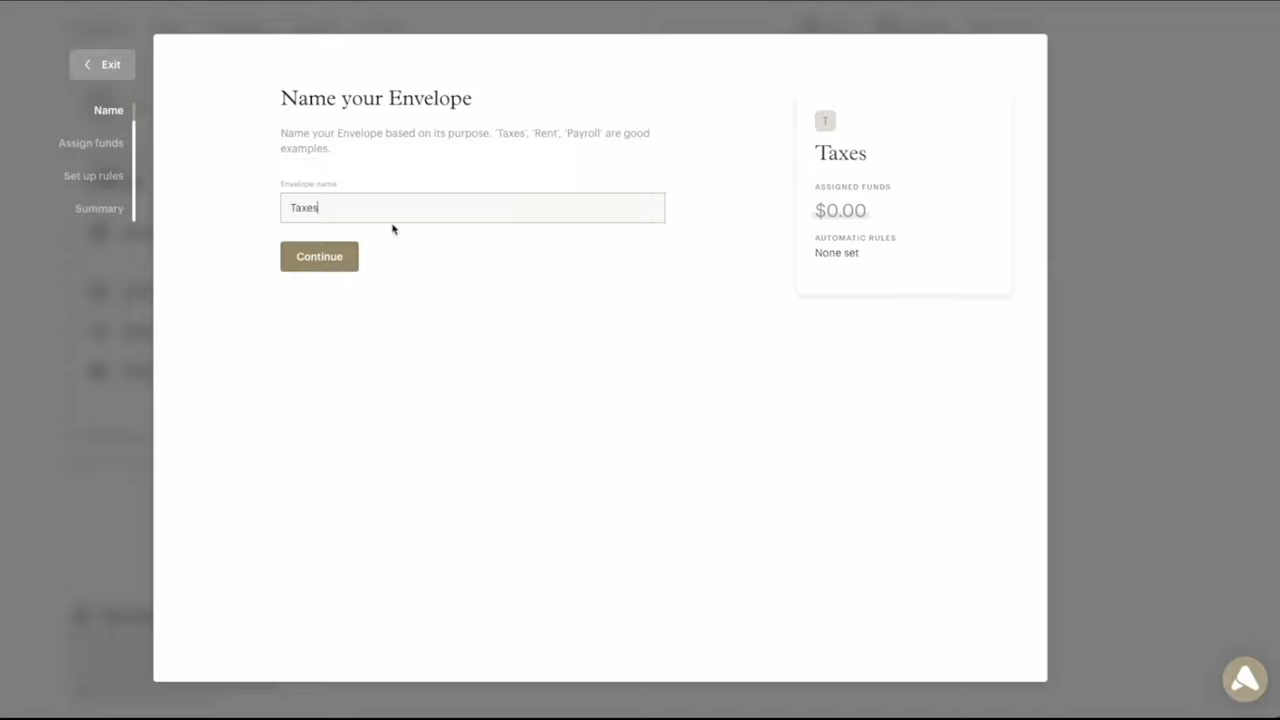 Exit
Name
Assign funds
Set up rules
Summary
Name your Envelope
Name your Envelope based on its purpose. 'Taxes', 'Rent', 'Payroll' are good
examples.
Envelope name
Taxes
Continue
T
Taxes
ASSIGNED FUNDS
$0.00
AUTOMATIC RULES
None set